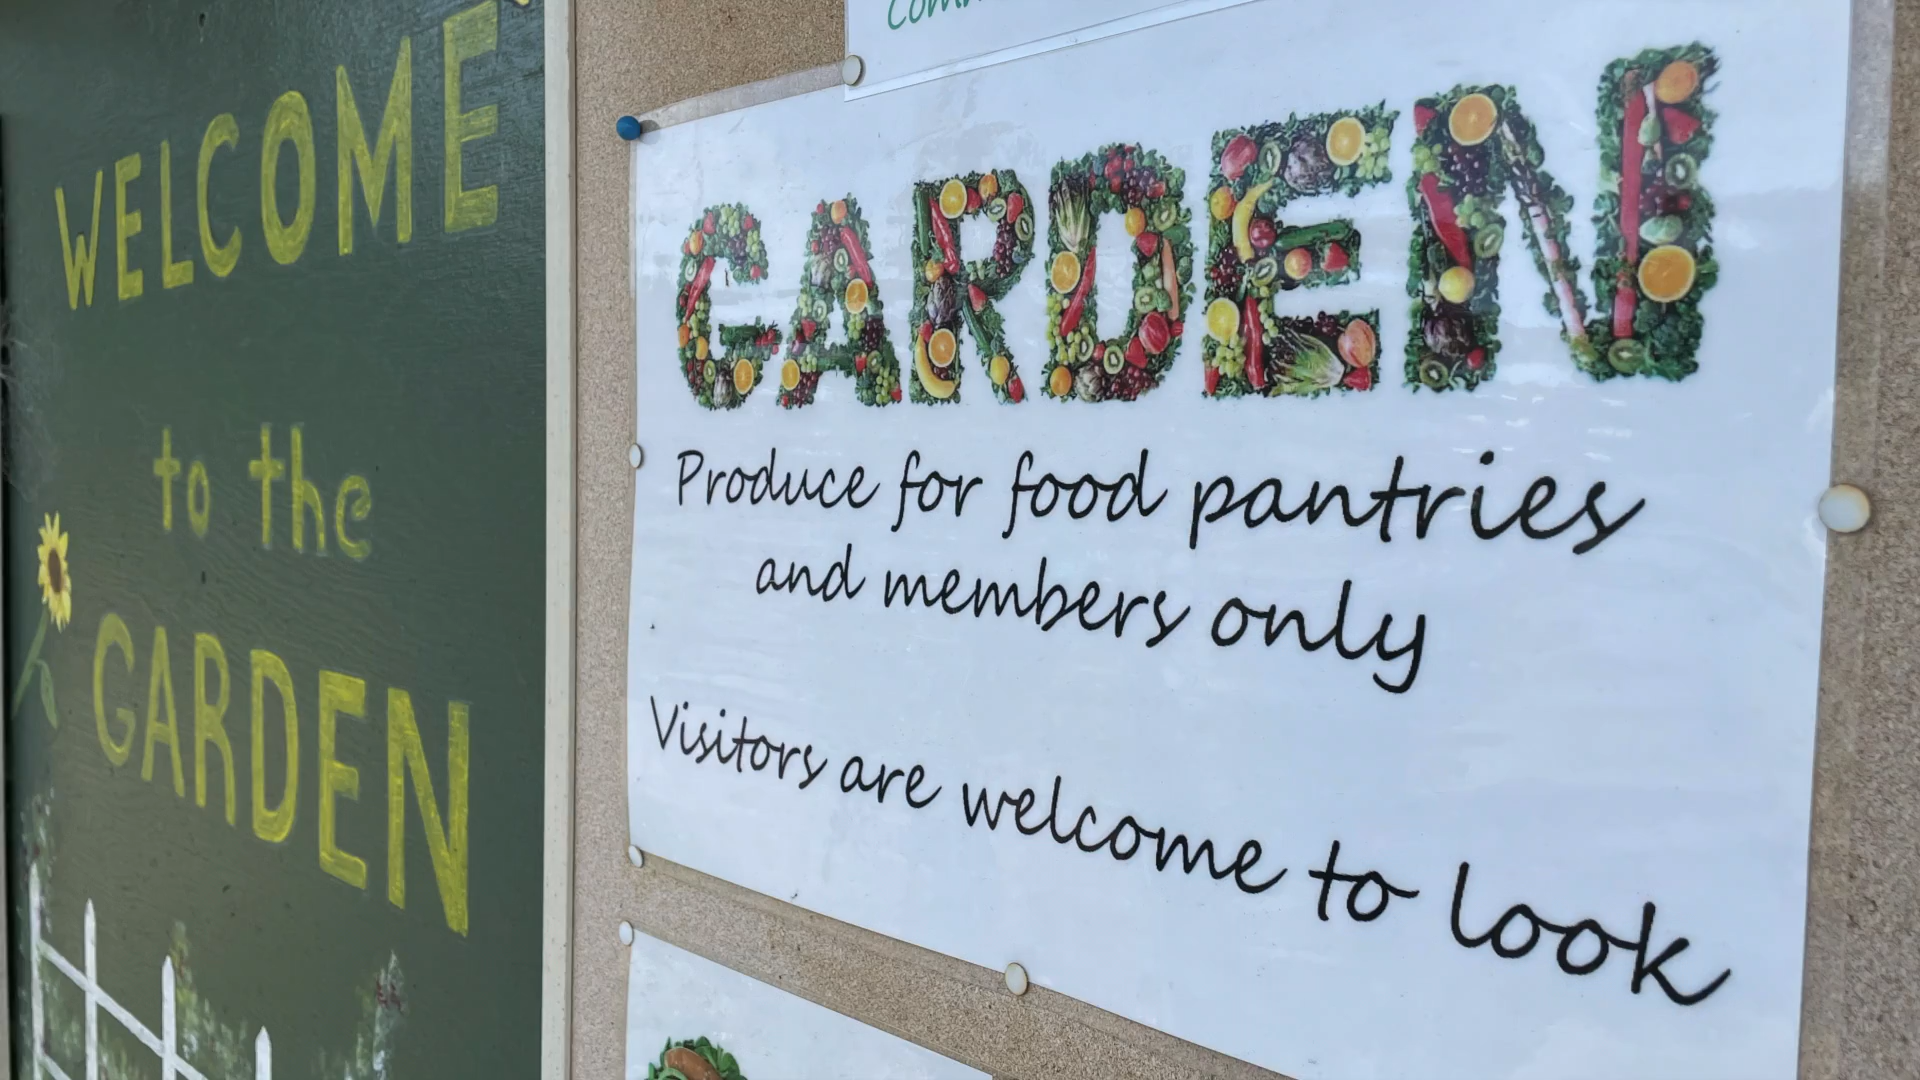 WELCOME
to the
GARDEN
GARDEN
Produce for food pantries
and members only
Visitors are welcome to look